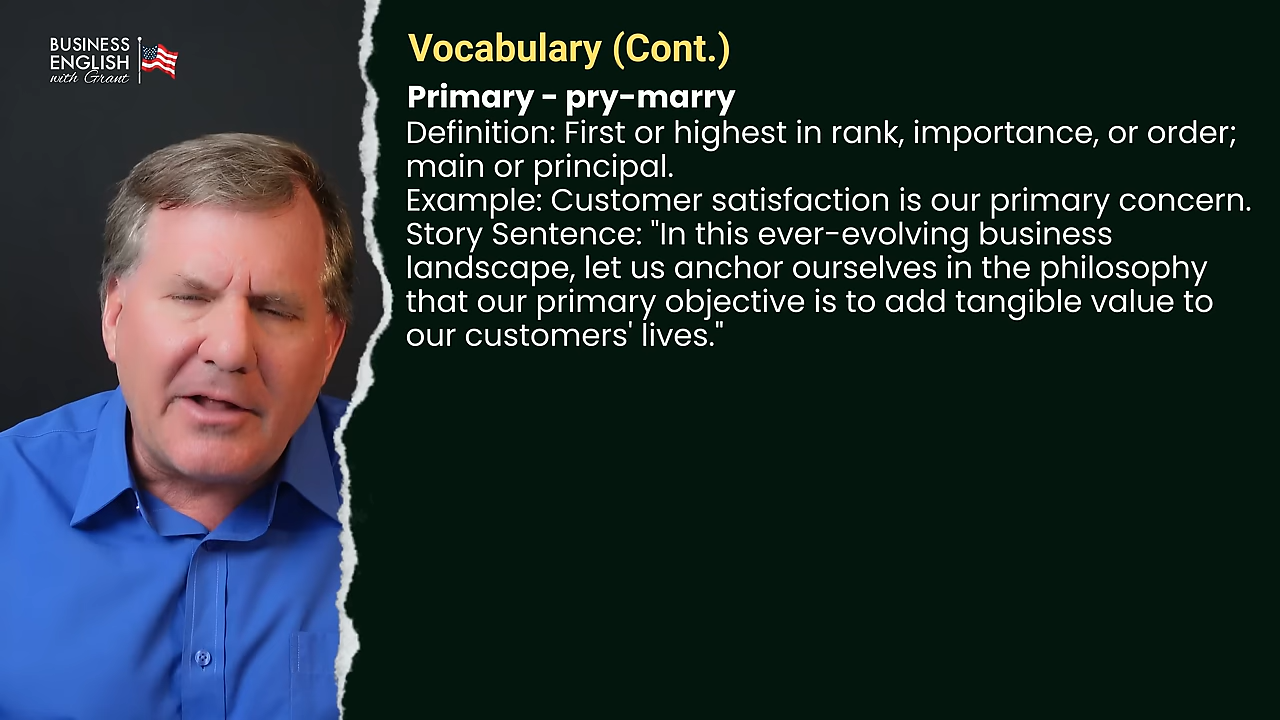 BUSINESS
ENGLISH
with Grant
Vocabulary (Cont.)
Primary - pry-marry
Definition: First or highest in rank, importance, or order;
main or principal.
Example: Customer satisfaction is our primary concern.
Story Sentence: "In this ever-evolving business
landscape, let us anchor ourselves in the philosophy
that our primary objective is to add tangible value to
our customers' lives."